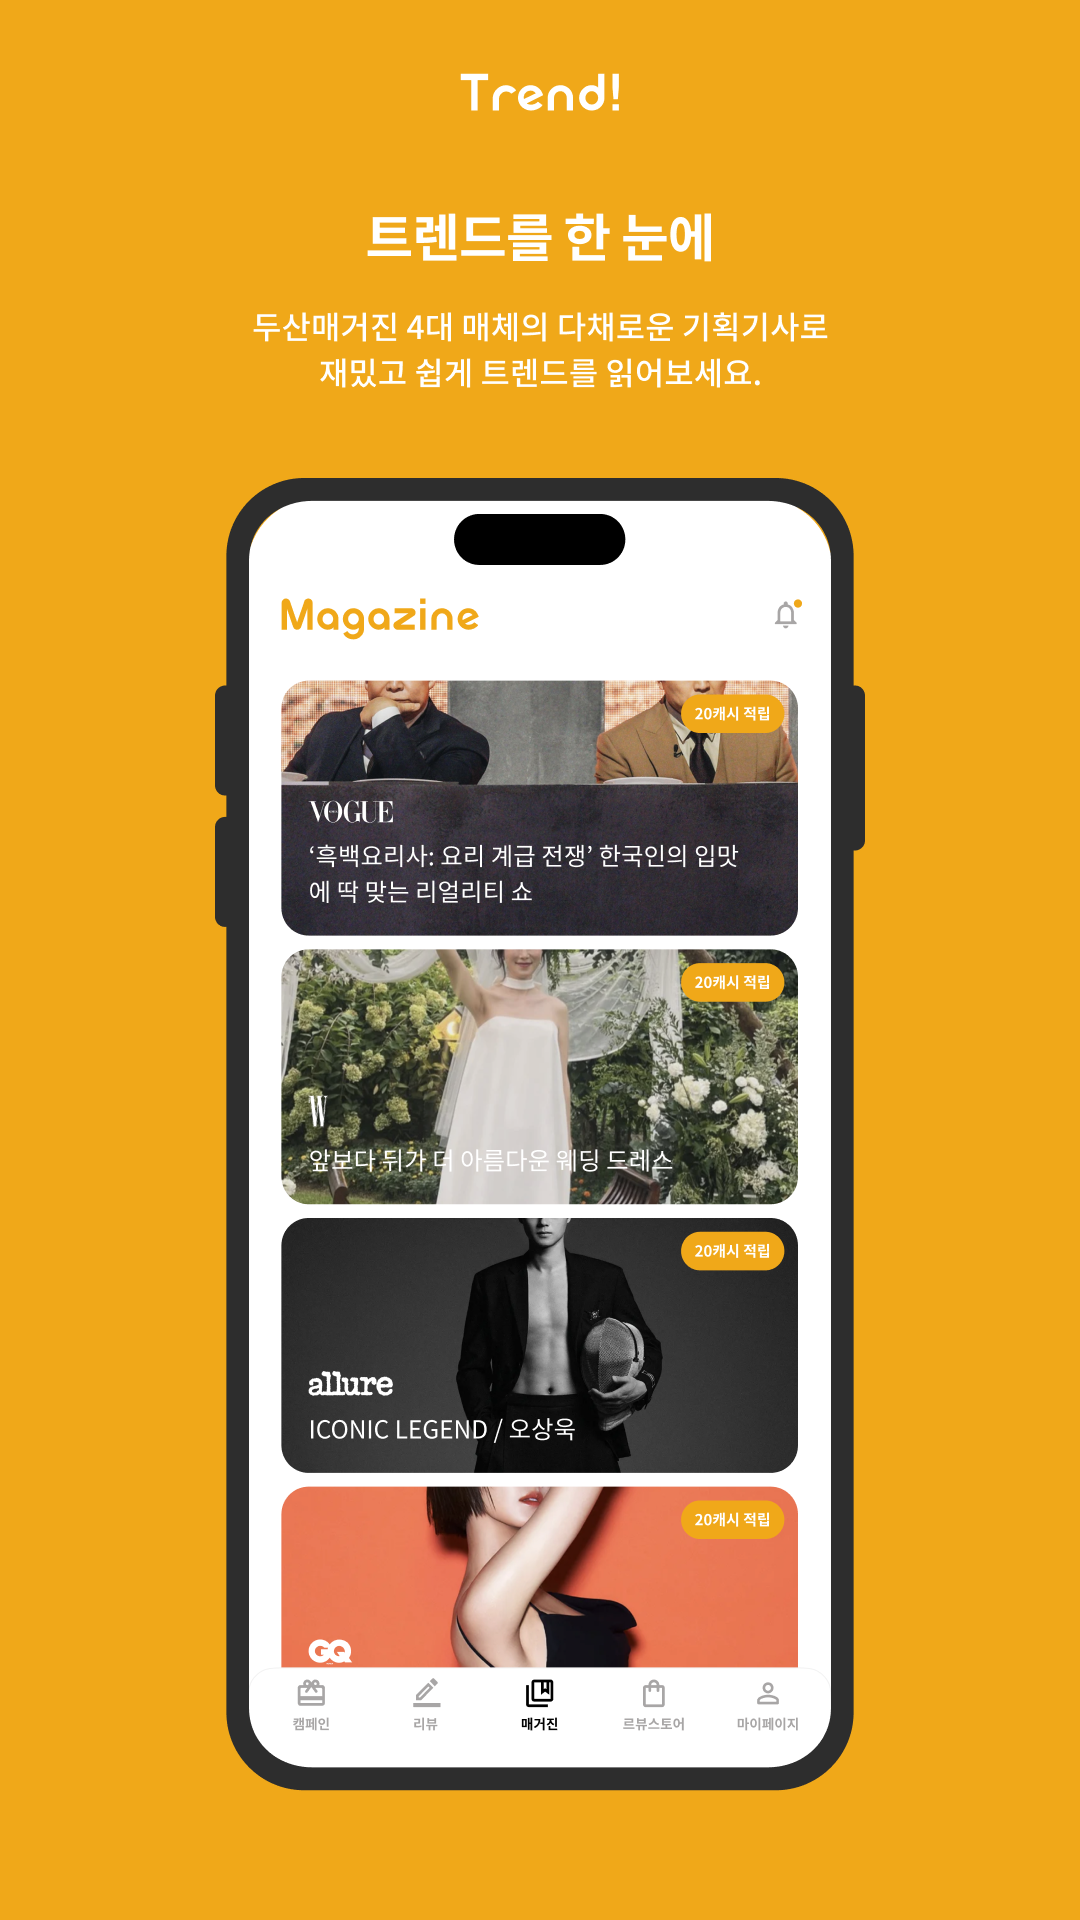 Trend!
트렌드를 한 눈에
두산매거진 4대 매체의 다채로운 기획기사로
재밌고 쉽게 트렌드를 읽어보세요.
Magazine
20캐시 적립
VOGUE
‘흑백요리사: 요리 계급 전쟁’ 한국인의 입맛
에 딱 맞는 리얼리티 쇼
20캐시 적립
W
앞보다 뒤가 더 아름다운 웨딩 드레스
20캐시 적립
allure
ICONIC LEGEND / 오상욱
20캐시 적립
GQ
캠페인
리뷰
매거진
르뷰스토어
마이페이지